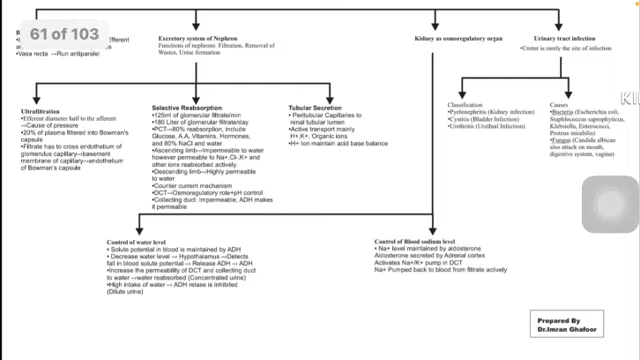 61 of 103
Efferent
•Vasa recta →Run antiparalel
Excretory system of Nephron
Functions of nephrons: Filtration, Removal of
Wastes, Urine formation
Kidney as osmoregulatory organ
Urinary tract infection
•Ureter is rarely the site of infection
Ultrafiltration
•Efferent diameter half to the afferent
→Cause of pressure
•20% of plasma filtered into Bowman's
capsule
•Filtrate has to cross endothelium of
glomerulus capillary→basement
membrane of capillary→endothelium
of Bowman's capsule
Selective Reabsorption
•125ml of glomerular filtrate/min
•180 Liter of glomerular filtrate/day
•PCT→80% reabsorption, include
Glucose, A.A, Vitamins, Hormones,
and 80% NaCl and water
•Ascending limb→Impermeable to water
however permeable to Na+,Cl-,K+ and
other ions reabsorbed actively.
•Descending limb→Highly permeable
to water
•Counter current mechanism
•DCT→Osmoregulatory role+pH control
•Collecting duct: Impermeable, ADH makes
it permeable
Tubular Secretion
•Peritubular Capillanes to
renal tubular lumen
•Active transport mainly
H+,K+, Organic ions
•H+ Ion maintain acid base balance
Classification
•Pyelonephritis (Kidney infection)
•Cystitis (Bladder Infection)
•Urethritis (Urethual Infection)
Causes
•Bacteria (Escherichia coli,
Staphylococcus saprophyticus,
Klebsiella, Enterococci,
Proteus mirabilis)
•Fungus (Candida albican
also attack on mouth,
digestive system, vagina)
KI
Control of water level
•Solute potential in blood is maintained by ADH
•Decrease water level → Hypothalamus →Detects
fall in blood solute potential → Release ADH → ADH
•Increase the permeability of DCT and collecting duct
to water →water reabsorbed (Concentrated urine)
•High intake of water → ADH relase is inhibited
(Dilute urine)
Control of Blood sodium level
•Na+ level maintained by aldosterone
Aldosterone secreted by Adrenal cortex
Activates Na+/K+ pump in DCT
Na+ Pumped back to blood from filtrate actively
Prepared By
Dr.Imran Ghafoor